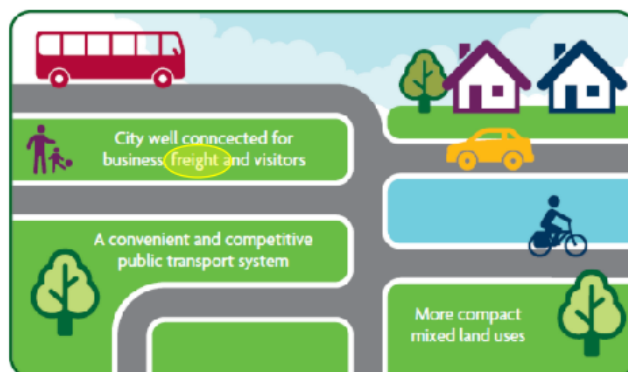 City well conncected for
business freight and visitors
A convenient and competitive
public transport system
More compact
mixed land uses